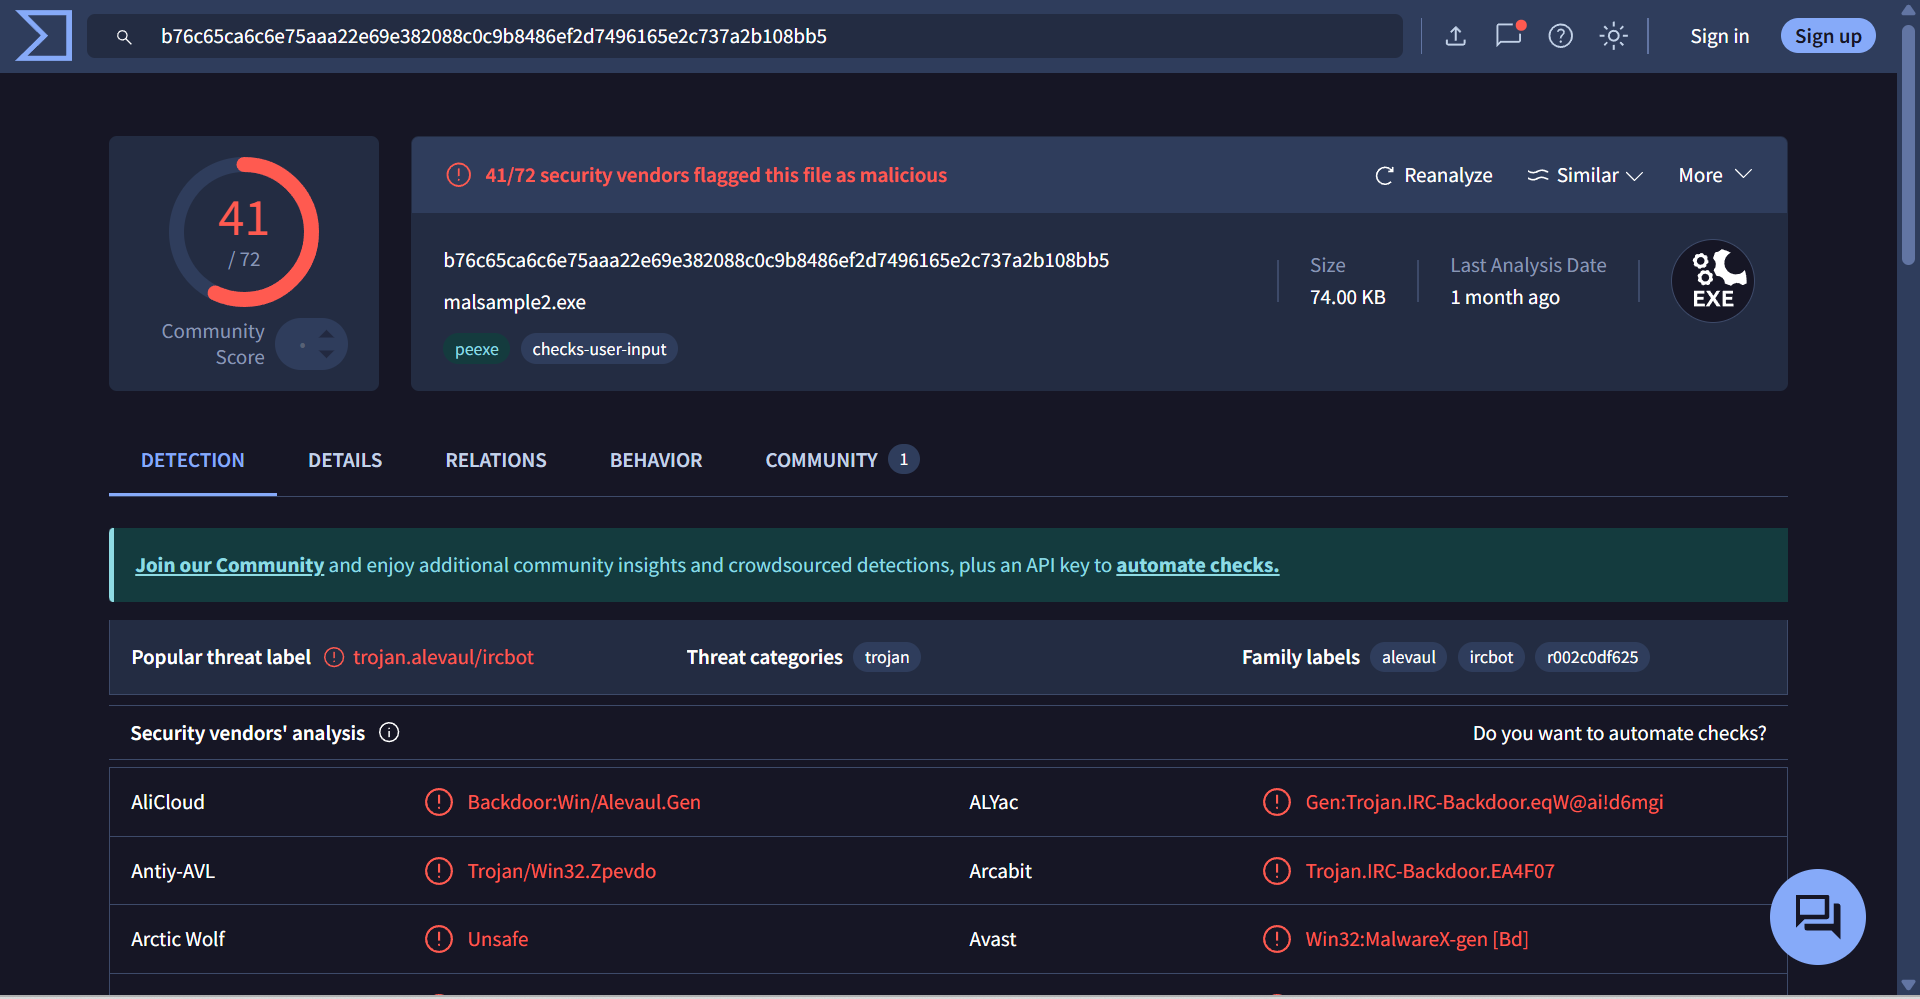 b76c65ca6c6e75aaa22e69e382088c0c9b8486ef2d7496165e2c737a2b108bb5
Sign in
Sign up
41
/ 72
Community
Score
41/72 security vendors flagged this file as malicious
Reanalyze
Similar
More
b76c65ca6c6e75aaa22e69e382088c0c9b8486ef2d7496165e2c737a2b108bb5
malsample2.exe
peexe
checks-user-input
Size
74.00 KB
Last Analysis Date
1 month ago
EXE
DETECTION
DETAILS
RELATIONS
BEHAVIOR
COMMUNITY 1
Join our Community and enjoy additional community insights and crowdsourced detections, plus an API key to automate checks.
Popular threat label trojan.alevaul/ircbot
Threat categories trojan
Family labels alevaul ircbot r002c0df625
Security vendors' analysis
Do you want to automate checks?
AliCloud Backdoor:Win/Alevaul.Gen
ALYac Gen:Trojan.IRC-Backdoor.eqW@ai!d6mgi
Antiy-AVL Trojan/Win32.Zpevdo
Arcabit Trojan.IRC-Backdoor.EA4F07
Arctic Wolf Unsafe
Avast Win32:MalwareX-gen [Bd]